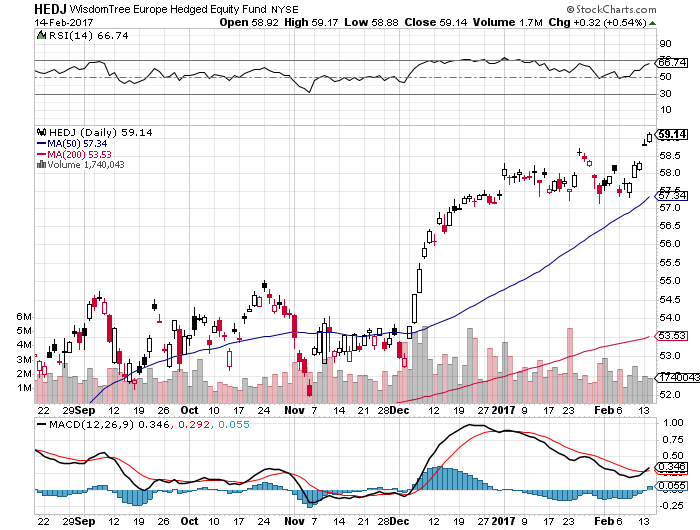 HEDJ WisdomTree Europe Hedged Equity Fund NYSE © StockCharts.com
14-Feb-2017 Open 58.92 High 59.17 Low 58.88 Close 59.14 Volume 1.7M Chg +0.32 (+0.54%)
RSI(14) 66.74
90
70
66.74
50
30
10
HEDJ (Daily) 59.14
59.14
MA(50) 57.34
MA(200) 53.53
Volume 1,740,043
58.5
58.0
57.5
57.34
57.0
56.5
56.0
55.5
55.0
54.5
54.0
6M
5M
53.53
4M
3M
53.0
2M
52.5
1740043
1M
52.0
22 29 Sep 12 19 26 Oct 10 17 24 Nov 7 14 21 28 Dec 12 19 27 2017 9 17 23 Feb 6 13
MACD(12,26,9) 0.346, 0.292, 0.055
1.00
0.75
0.50
0.346
0.055
-0.25
22 29 Sep 12 19 26 Oct 10 17 24 Nov 7 14 21 28 Dec 12 19 27 2017 9 17 23 Feb 6 13